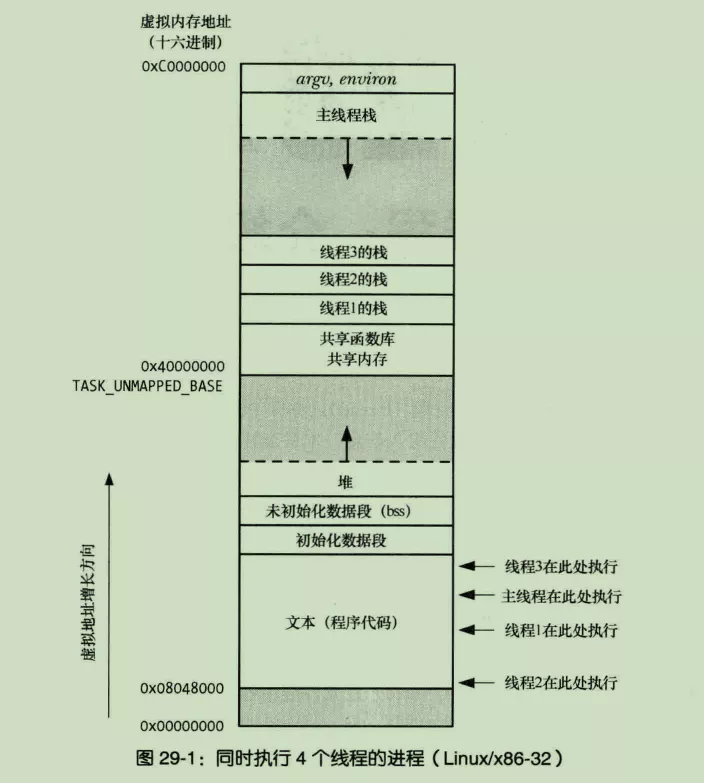 虚拟内存地址
（十六进制）
0xC0000000
argv, environ
主线程栈
线程3的栈
线程2的栈
线程1的栈
共享函数库
共享内存
0x40000000
TASK_UNMAPPED_BASE
堆
未初始化数据段（bss）
初始化数据段
线程3在此处执行
主线程在此处执行
文本（程序代码）
线程1在此处执行
线程2在此处执行
虚拟地址增长方向
0x08048000
0x00000000
图 29-1：同时执行 4 个线程的进程（Linux/x86-32）